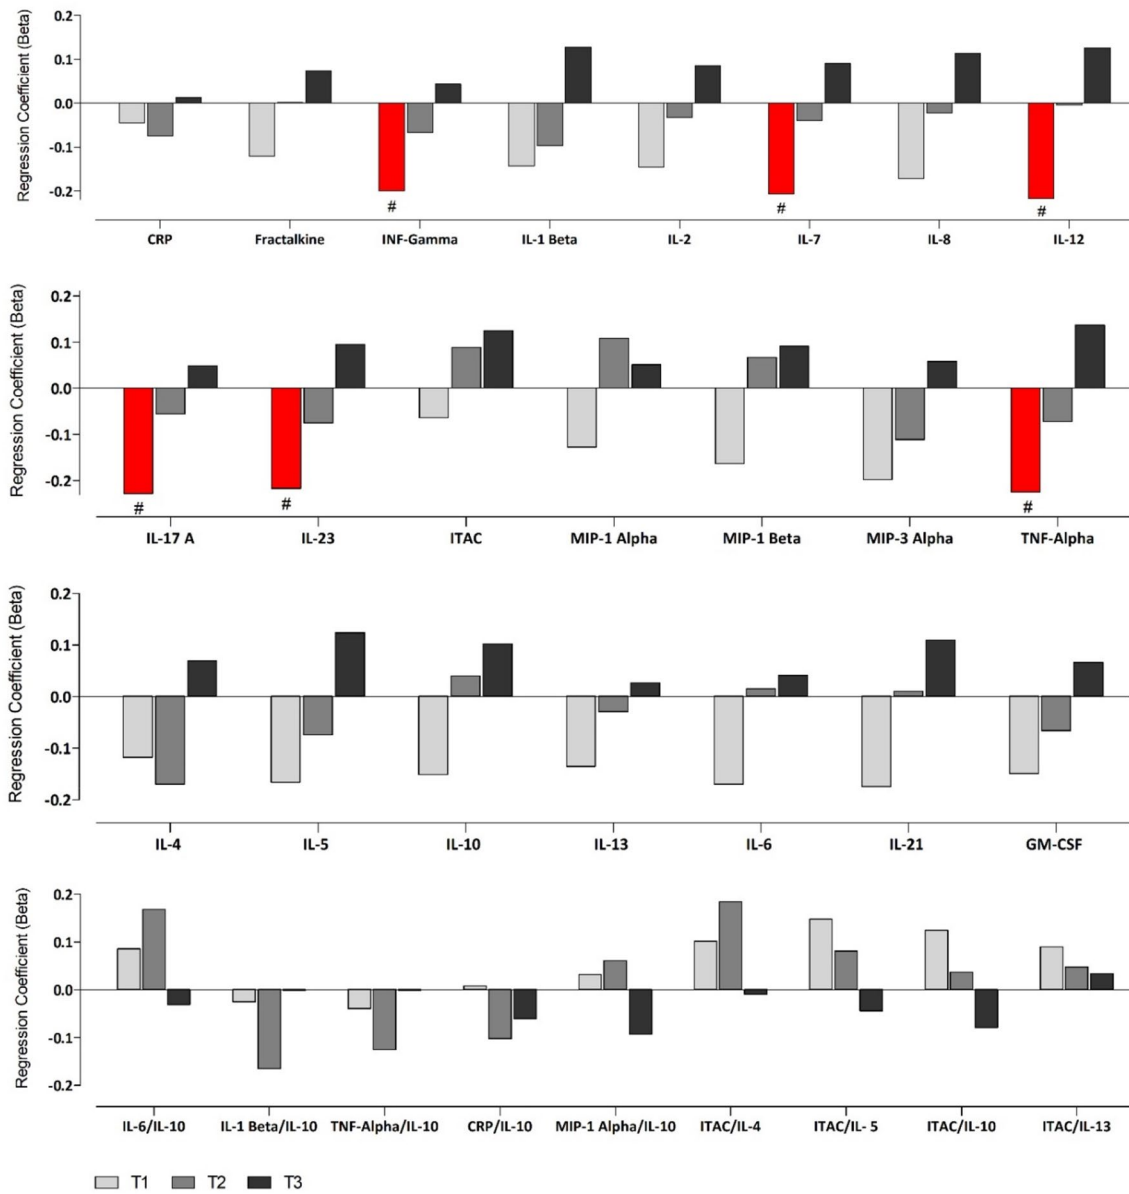 Regression Coefficient (Beta)
0.2
0.1
0.0
-0.1
-0.2
# # #
CRP Fractalkine INF-Gamma IL-1 Beta IL-2 IL-7 IL-8 IL-12
Regression Coefficient (Beta)
0.2
0.1
0.0
-0.1
-0.2
# # #
IL-17 A IL-23 ITAC MIP-1 Alpha MIP-1 Beta MIP-3 Alpha TNF-Alpha
Regression Coefficient (Beta)
0.2
0.1
0.0
-0.1
-0.2
IL-4 IL-5 IL-10 IL-13 IL-6 IL-21 GM-CSF
Regression Coefficient (Beta)
0.2
0.1
0.0
-0.1
-0.2
IL-6/IL-10 IL-1 Beta/IL-10 TNF-Alpha/IL-10 CRP/IL-10 MIP-1 Alpha/IL-10 ITAC/IL-4 ITAC/IL- 5 ITAC/IL-10 ITAC/IL-13
T1 T2 T3